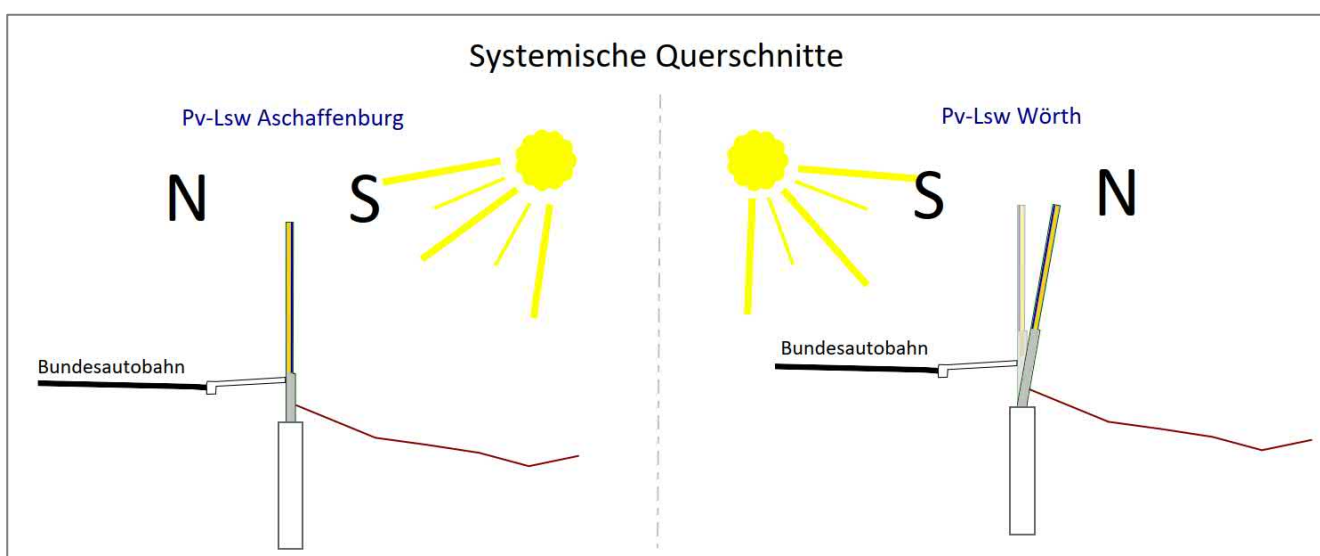 Systemische Querschnitte
Pv-Lsw Aschaffenburg
N S
Bundesautobahn
Pv-Lsw Wörth
S N
Bundesautobahn